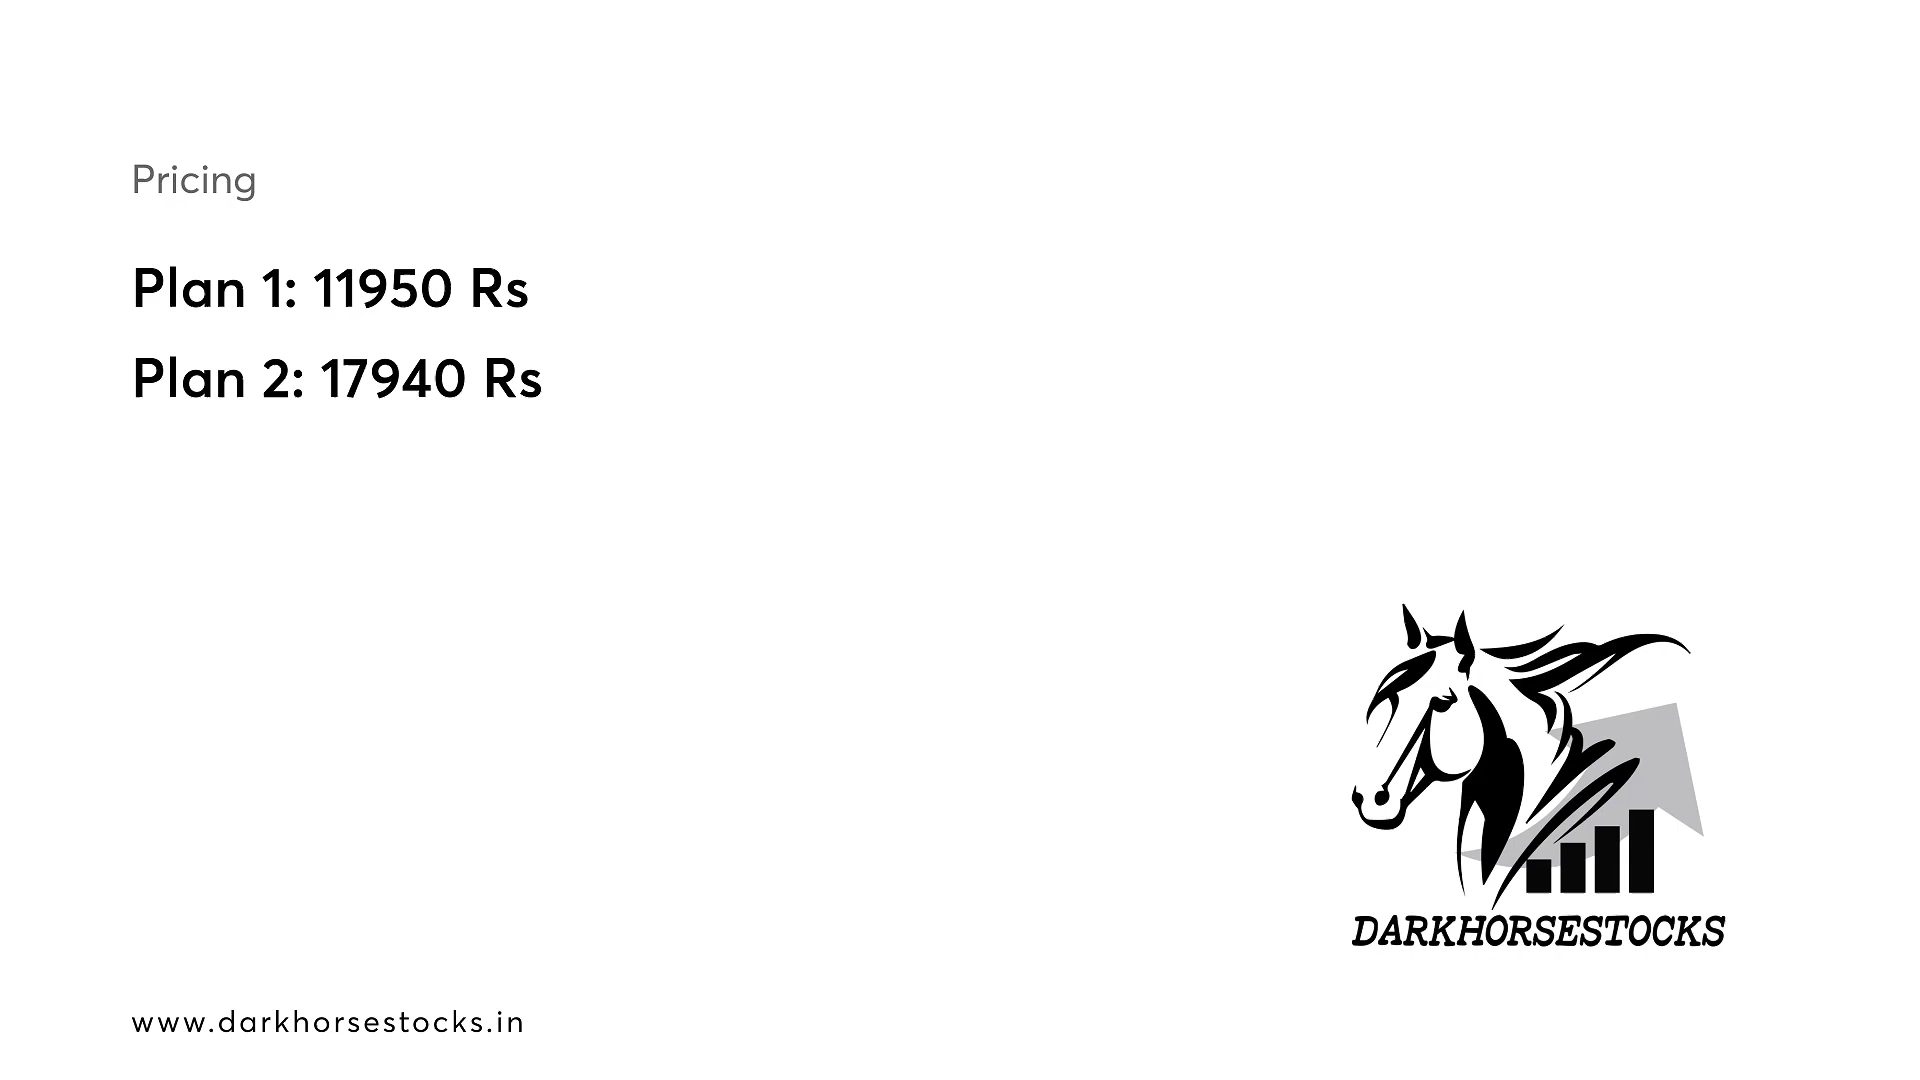 Pricing
Plan 1: 11950 Rs
Plan 2: 17940 Rs
DARKHORSESTOCKS
www.darkhorsestocks.in